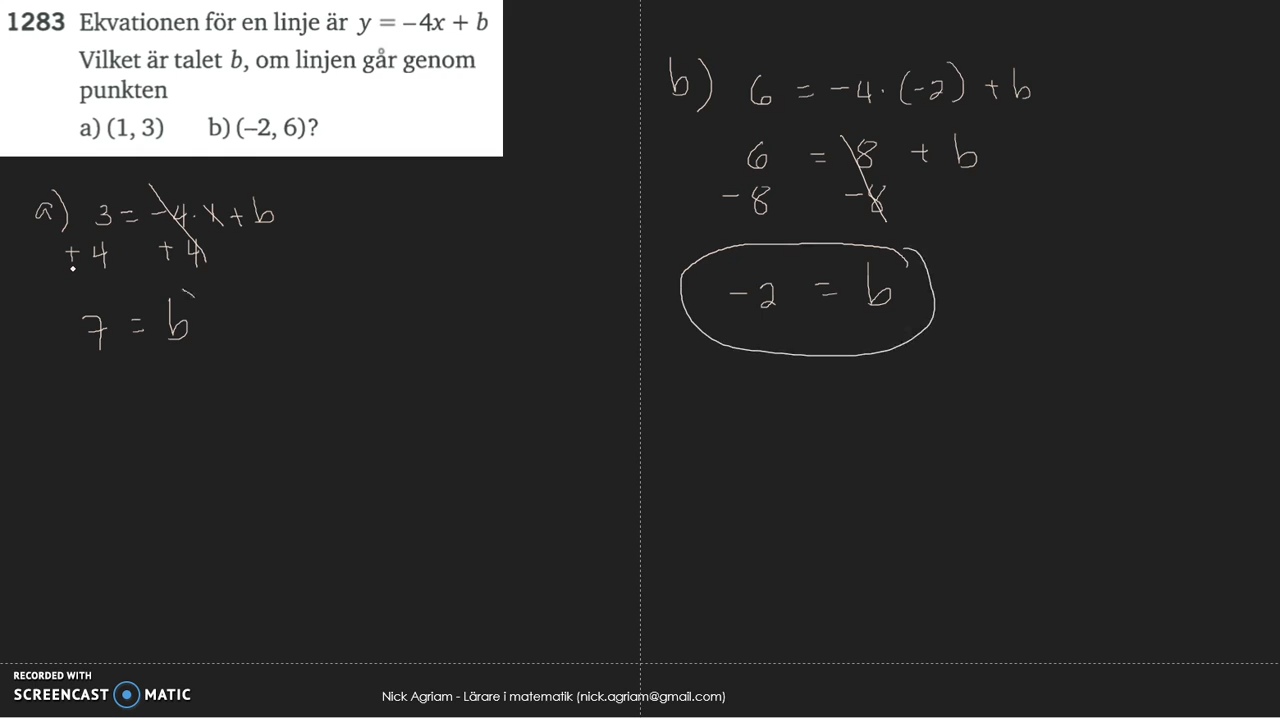 1283 Ekvationen för en linje är y = −4x + b
Vilket är talet b, om linjen går genom
punkten
a) (1, 3) b) (−2, 6)?
a) 3 = -4 · x + b
+ 4 + 4
7 = b
b) 6 = -4 · (-2) + b
6 = 8 + b
- 8 - 8
- 2 = b
RECORDED WITH
SCREENCAST MATIC
Nick Agriam - Lärare i matematik (nick.agriam@gmail.com)